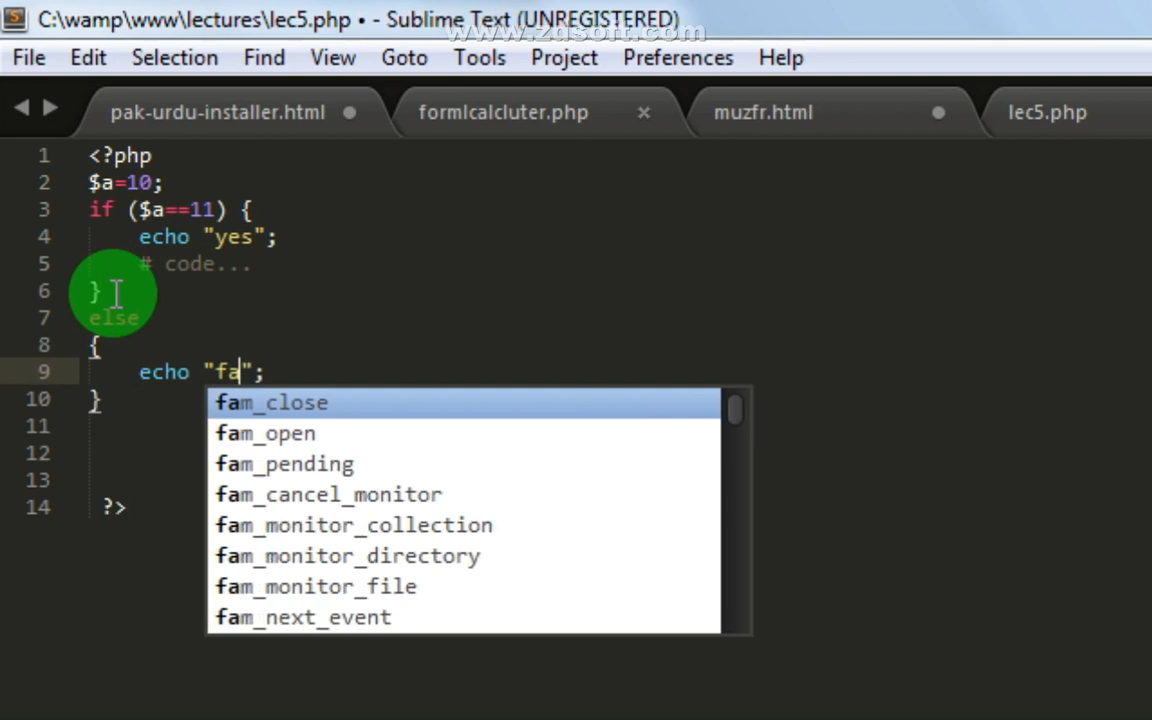 C:\wamp\www\lectures\lec5.php • - Sublime Text (UNREGISTERED)
www.zdsoft.com
File Edit Selection Find View Goto Tools Project Preferences Help
pak-urdu-installer.html formlcalcluter.php × muzfr.html lec5.php
1 <?php
2 $a=10;
3 if ($a==11) {
4 echo "yes";
5 # code...
6 }
7 else
8 {
9 echo "fa";
10 }
11
12
13
14 ?>
fam_close
fam_open
fam_pending
fam_cancel_monitor
fam_monitor_collection
fam_monitor_directory
fam_monitor_file
fam_next_event